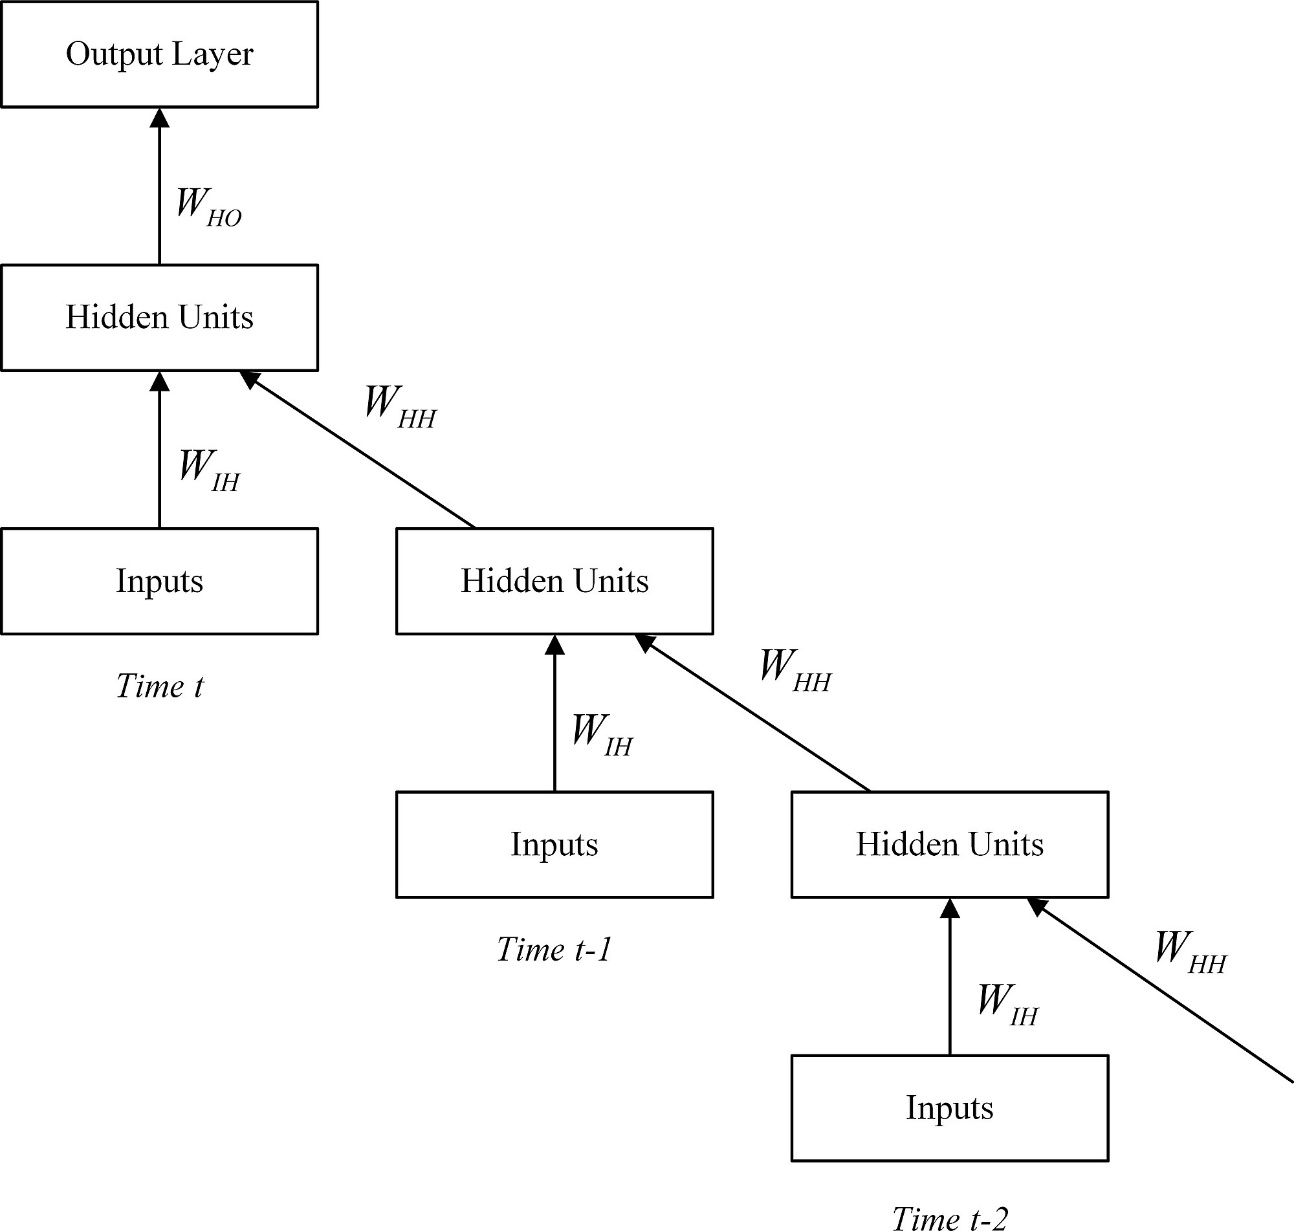 Output Layer
W_HO
Hidden Units
W_HH
W_IH
Inputs
Hidden Units
Time t
W_HH
W_IH
Inputs
Hidden Units
Time t-1
W_HH
W_IH
Inputs
Time t-2